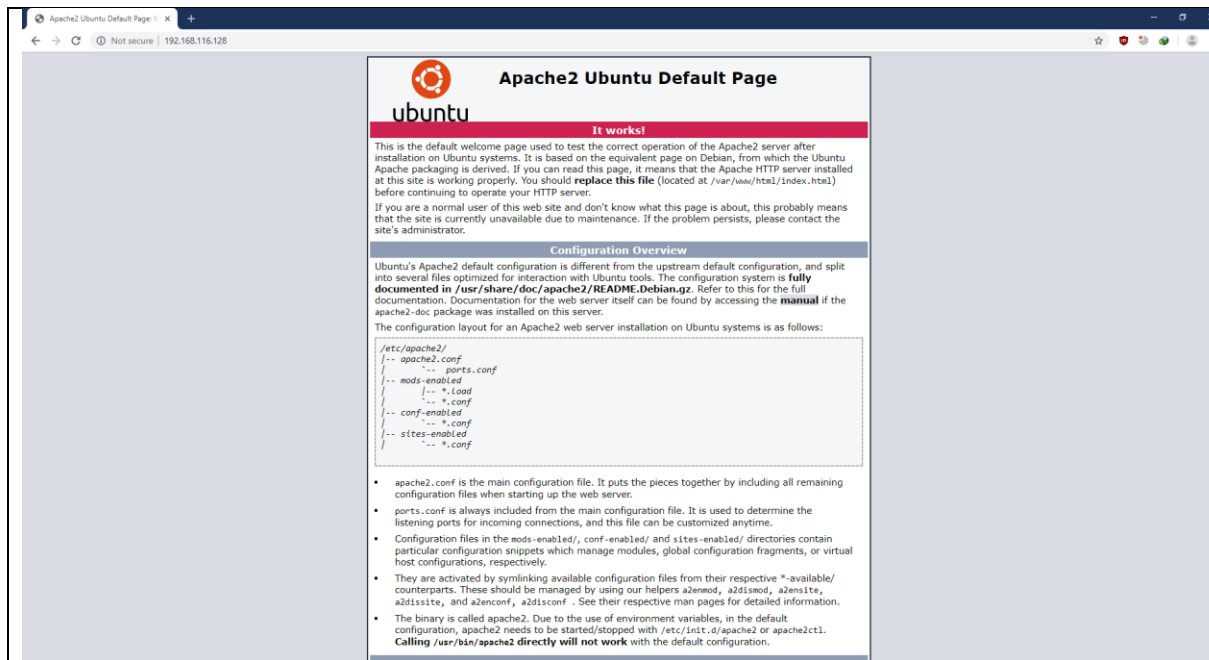 Apache2 Ubuntu Default Page:
Not secure | 192.168.116.128
ubuntu
Apache2 Ubuntu Default Page
It works!
This is the default welcome page used to test the correct operation of the Apache2 server after
installation on Ubuntu systems. It is based on the equivalent page on Debian, from which the Ubuntu
Apache packaging is derived. If you can read this page, it means that the Apache HTTP server installed
at this site is working properly. You should replace this file (located at /var/www/html/index.html)
before continuing to operate your HTTP server.
If you are a normal user of this web site and don't know what this page is about, this probably means
that the site is currently unavailable due to maintenance. If the problem persists, please contact the
site's administrator.
Configuration Overview
Ubuntu's Apache2 default configuration is different from the upstream default configuration, and split
into several files optimized for interaction with Ubuntu tools. The configuration system is fully
documented in /usr/share/doc/apache2/README.Debian.gz. Refer to this for the full
documentation. Documentation for the web server itself can be found by accessing the manual if the
apache2-doc package was installed on this server.
The configuration layout for an Apache2 web server installation on Ubuntu systems is as follows:
/etc/apache2/
|-- apache2.conf
|       `--  ports.conf
|-- mods-enabled
|       |-- *.load
|       `-- *.conf
|-- conf-enabled
|       `-- *.conf
|-- sites-enabled
|       `-- *.conf
• apache2.conf is the main configuration file. It puts the pieces together by including all remaining
configuration files when starting up the web server.
• ports.conf is always included from the main configuration file. It is used to determine the
listening ports for incoming connections, and this file can be customized anytime.
• Configuration files in the mods-enabled/, conf-enabled/ and sites-enabled/ directories contain
particular configuration snippets which manage modules, global configuration fragments, or virtual
host configurations, respectively.
• They are activated by symlinking available configuration files from their respective *-available/
counterparts. These should be managed by using our helpers a2enmod, a2dismod, a2ensite,
a2dissite, and a2enconf, a2disconf . See their respective man pages for detailed information.
• The binary is called apache2. Due to the use of environment variables, in the default
configuration, apache2 needs to be started/stopped with /etc/init.d/apache2 or apache2ctl.
Calling /usr/bin/apache2 directly will not work with the default configuration.